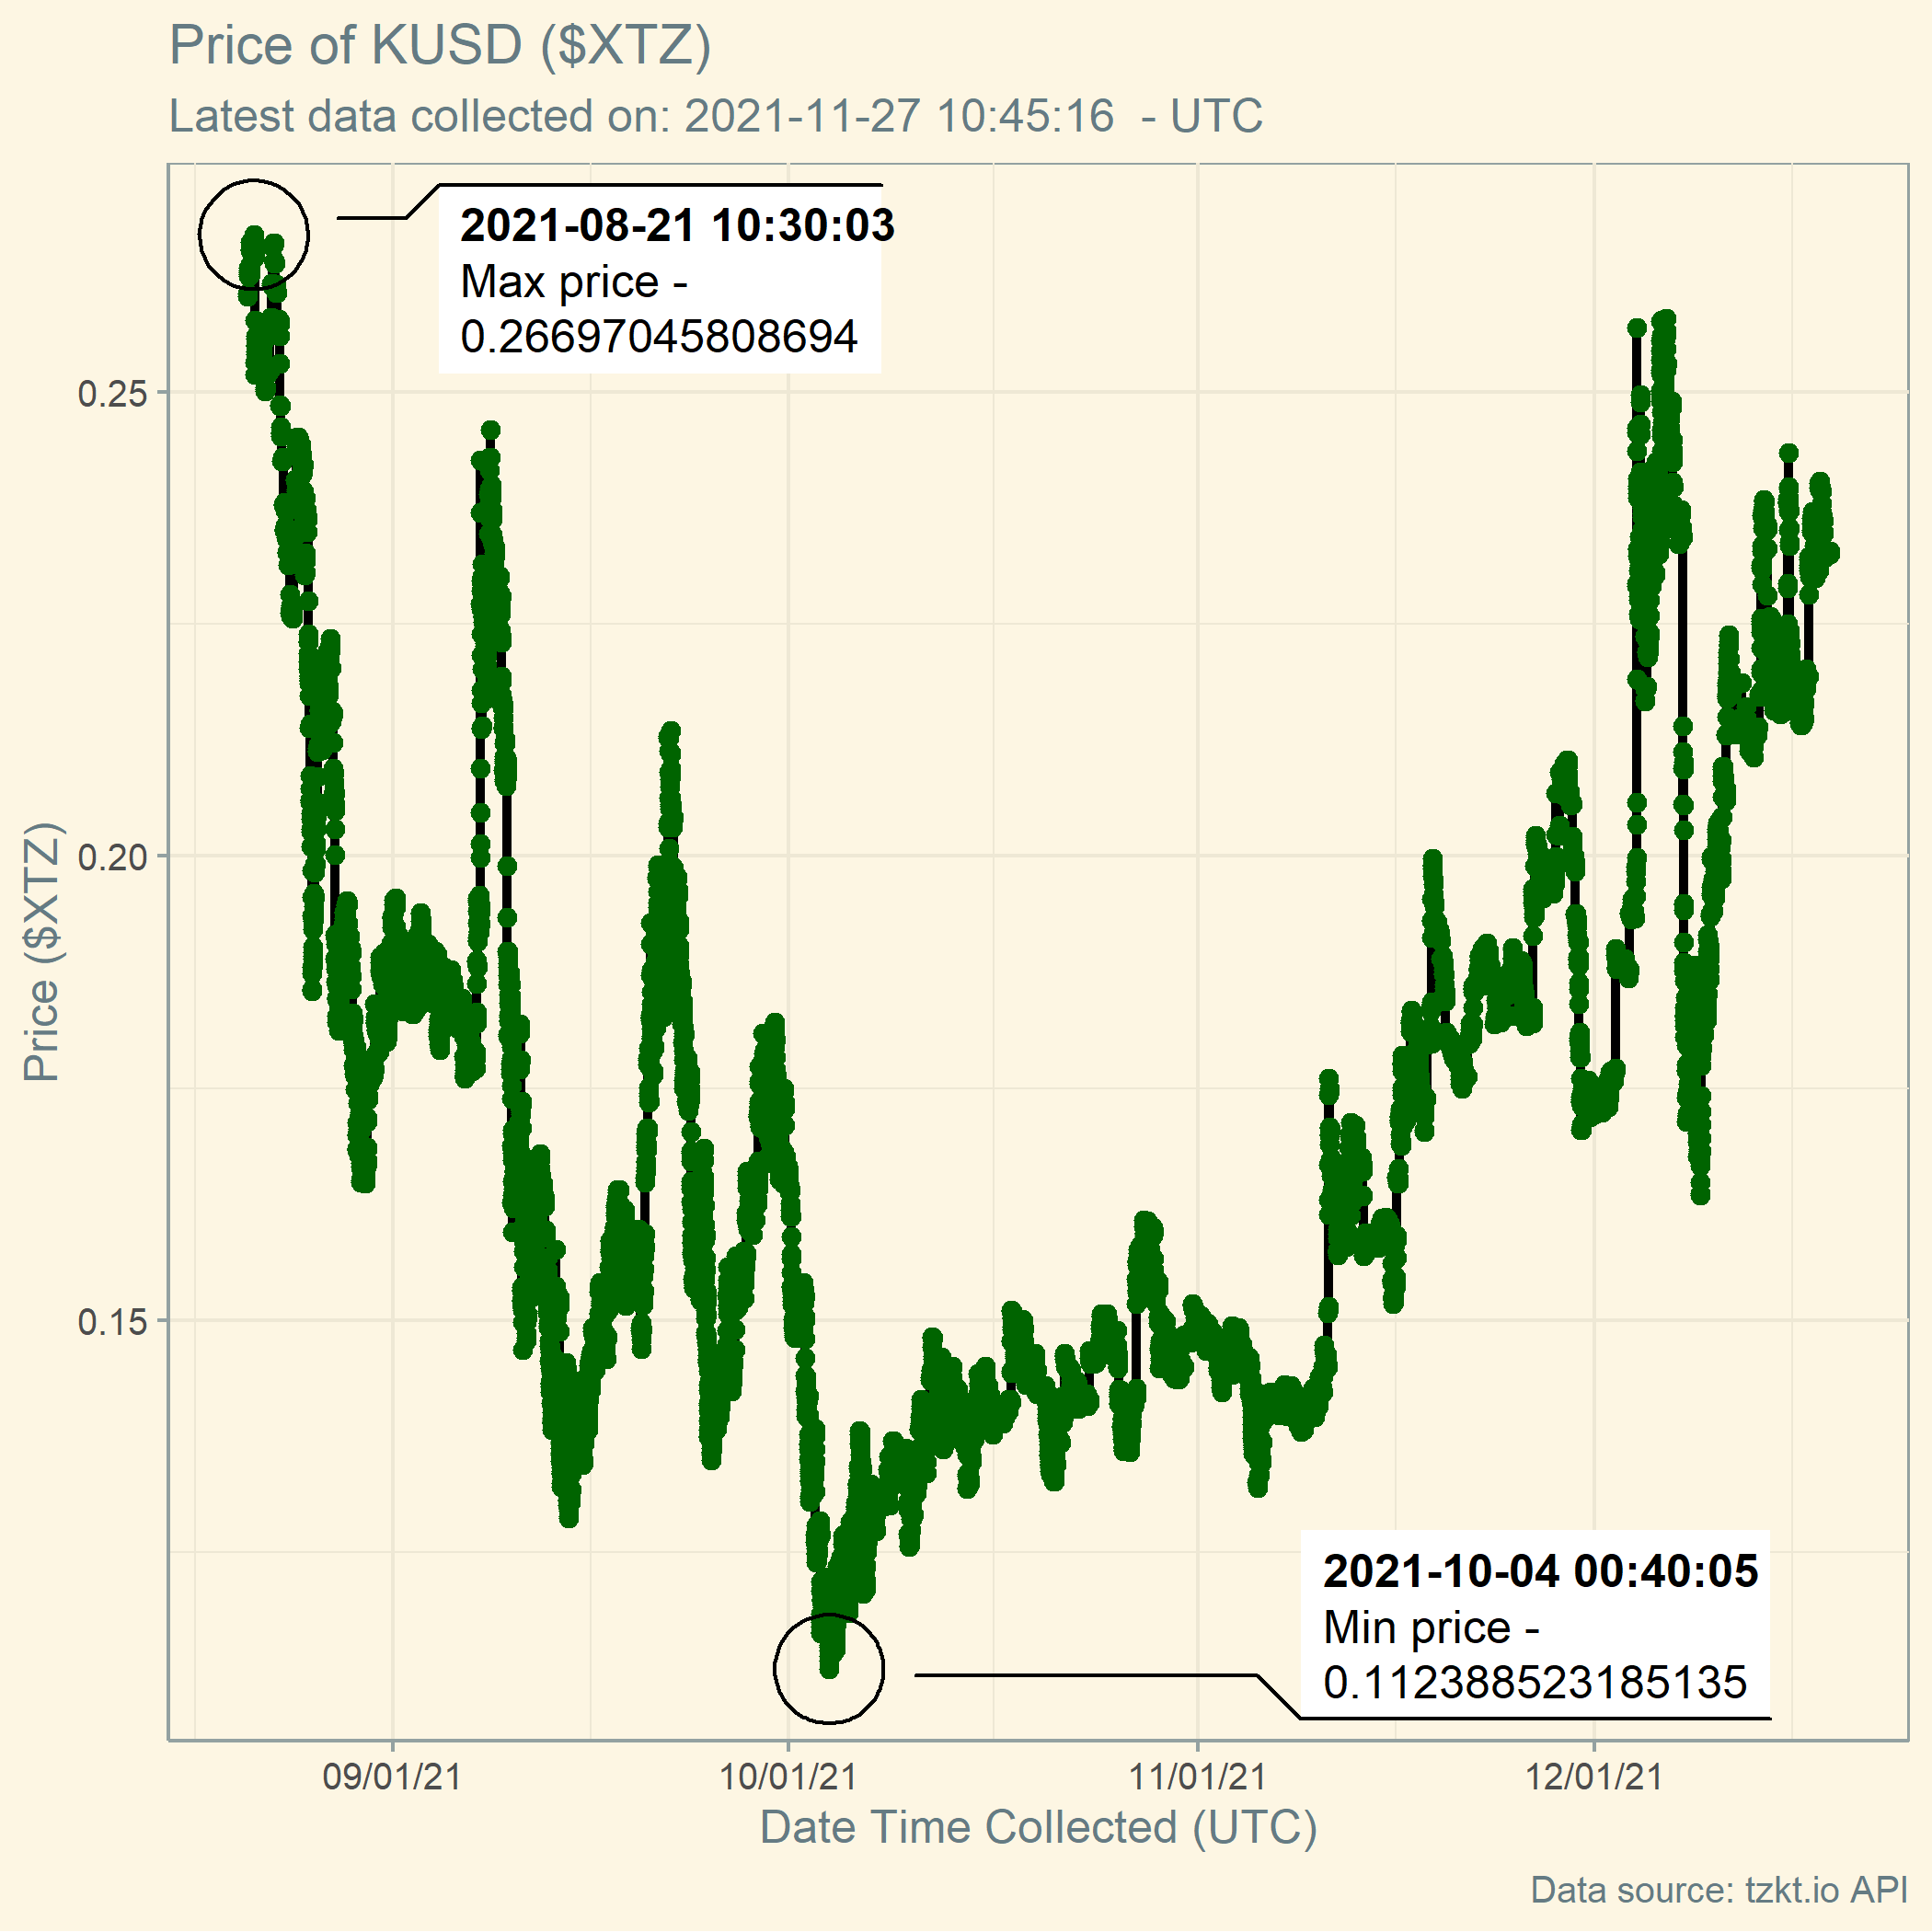 Price of KUSD ($XTZ)
Latest data collected on: 2021-11-27 10:45:16  - UTC
2021-08-21 10:30:03
Max price -
0.26697045808694
0.25
0.20
0.15
Price ($XTZ)
2021-10-04 00:40:05
Min price -
0.112388523185135
09/01/21
10/01/21
11/01/21
12/01/21
Date Time Collected (UTC)
Data source: tzkt.io API